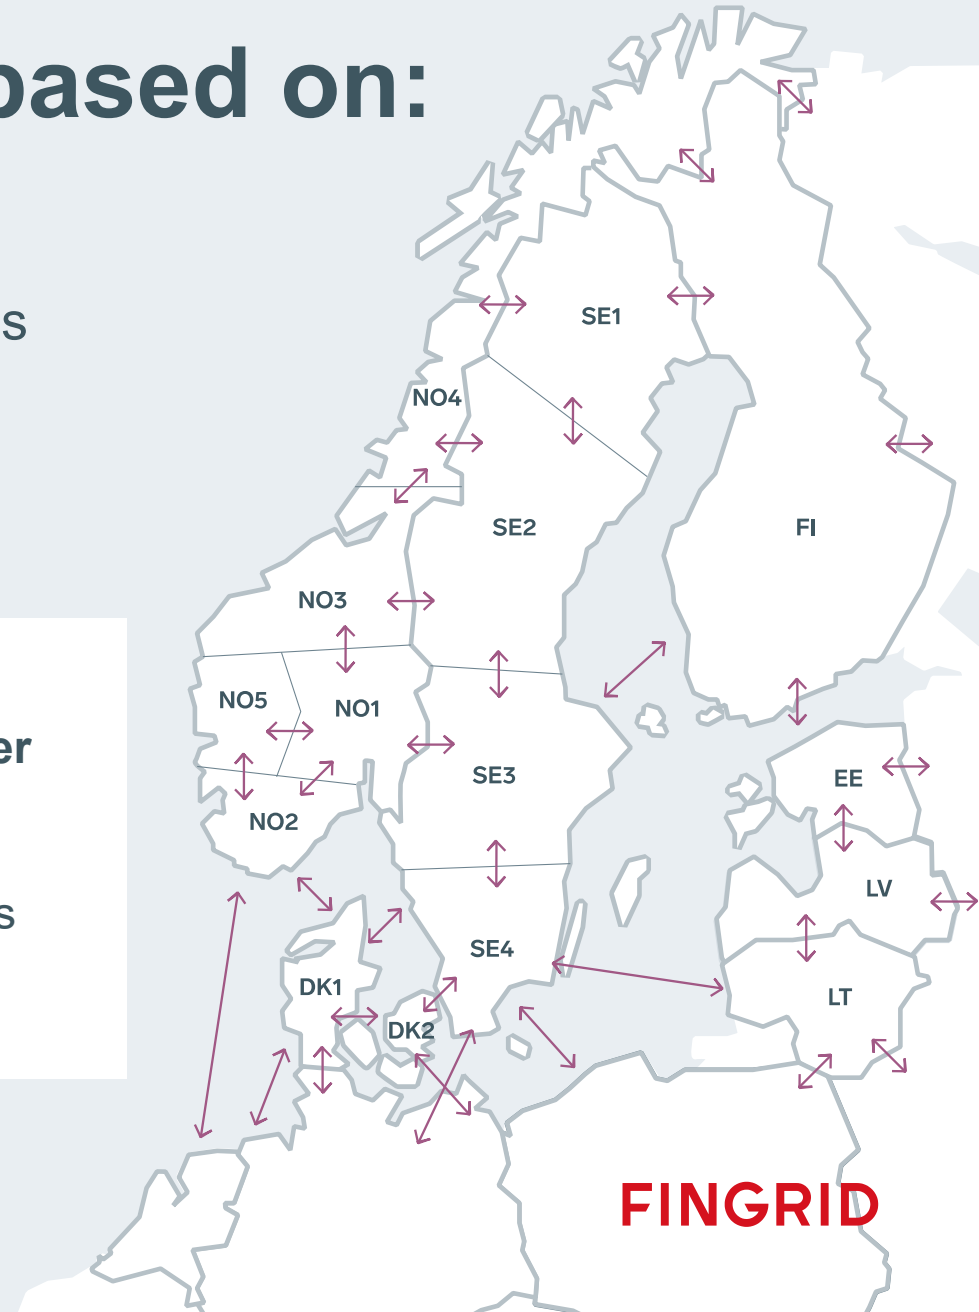 based on:
s
SE1
NO4
SE2
FI
NO3
NO5
NO1
er
SE3
EE
NO2
LV
s
SE4
DK1
LT
DK2
FINGRID